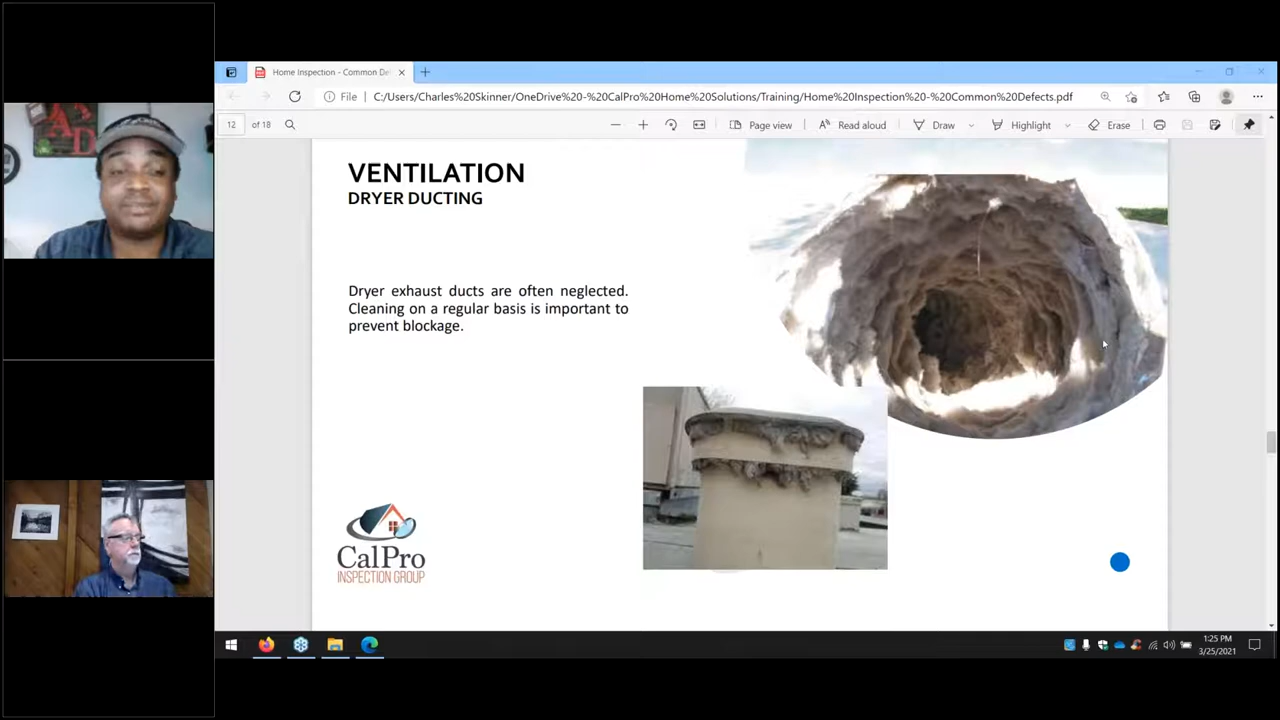 AD
Home Inspection - Common De
File
C:/Users/Charles%20Skinner/OneDrive%20-%20CalPro%20Home%20Solutions/Training/Home%20Inspection%20-%20Common%20Defects.pdf
12 of 18
Page view
Read aloud
Draw
Highlight
Erase
VENTILATION
DRYER DUCTING
Dryer exhaust ducts are often neglected.
Cleaning on a regular basis is important to
prevent blockage.
CalPro
INSPECTION GROUP
1:25 PM
3/25/2021